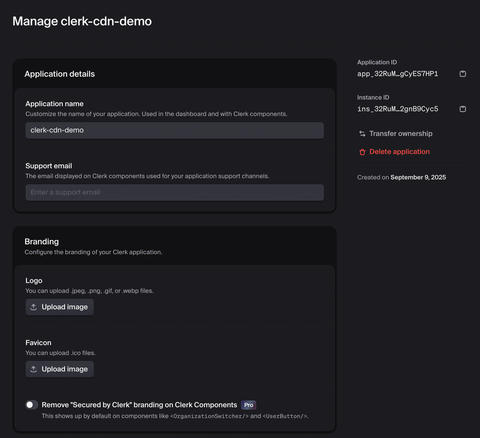 Manage clerk-cdn-demo
Application details
Application name
Customize the name of your application. Used in the dashboard and with Clerk components.
clerk-cdn-demo
Support email
The email displayed on Clerk components used for your application support channels.
Enter a support email
Branding
Configure the branding of your Clerk application.
Logo
You can upload .jpeg, .png, .gif, or .webp files.
Upload image
Favicon
You can upload .ico files.
Upload image
Remove "Secured by Clerk" branding on Clerk Components Pro
This shows up by default on components like <OrganizationSwitcher/> and <UserButton/>.
Application ID
app_32RuM...gCyES7HP1
Instance ID
ins_32RuM...2gnB9Cyc5
Transfer ownership
Delete application
Created on September 9, 2025